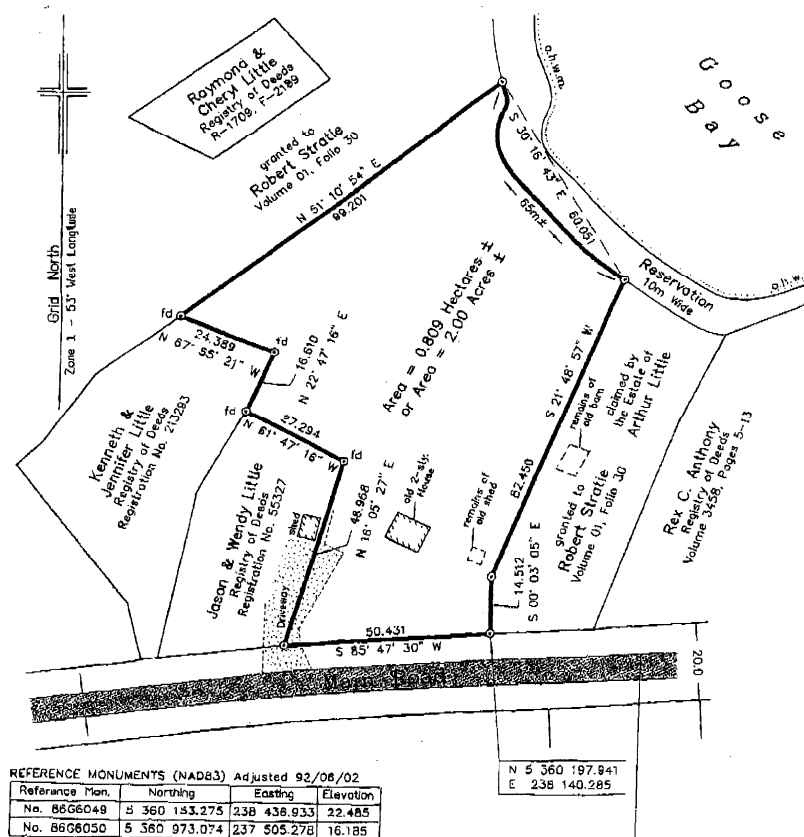 Raymond &
Cheryl Little
Registry of Deeds
R-1709, F-2189
granted to
Robert Stratie
Volume 01, Folio 30
N 51° 10' 54" E
99.201
a.h.w.m.
Goose
Bay
S 30° 16' 43" E 60.051
65m±
Reservation
10m Wide
a.h.w.
Grid North
Zone 1 - 53° West Longitude
fd
24.389
N 67° 55' 21" W
fd
16.610
N 22° 47' 16" E
fd
27.294
N 61° 47' 16" W
fd
Area = 0.809 Hectares ±
or Area = 2.00 Acres ±
S 21° 48' 57" W
82.450
remains of
old barn
claimed by
the Estate of
Arthur Little
Kenneth &
Jennifer Little
Registry of Deeds
Registration No. 213293
Jason & Wendy Little
Registry of Deeds
Registration No. 55327
shed
Driveway
48.968
N 16° 05' 27" E
old 2-sty.
House
remains of
old shed
14.512
S 00° 03' 05" E
granted to
Robert Stratie
Volume 01, Folio 30
Rex C. Anthony
Registry of Deeds
Volume 3458, Pages 5-13
50.431
S 85° 47' 30" W
Main Road
20.0
N 5 360 197.941
E 238 140.285
REFERENCE MONUMENTS (NAD83) Adjusted 92/06/02
Reference Mon. Northing Easting Elevation
No. 86G6049 5 360 153.275 238 436.933 22.485
No. 86G6050 5 360 973.074 237 505.278 16.185